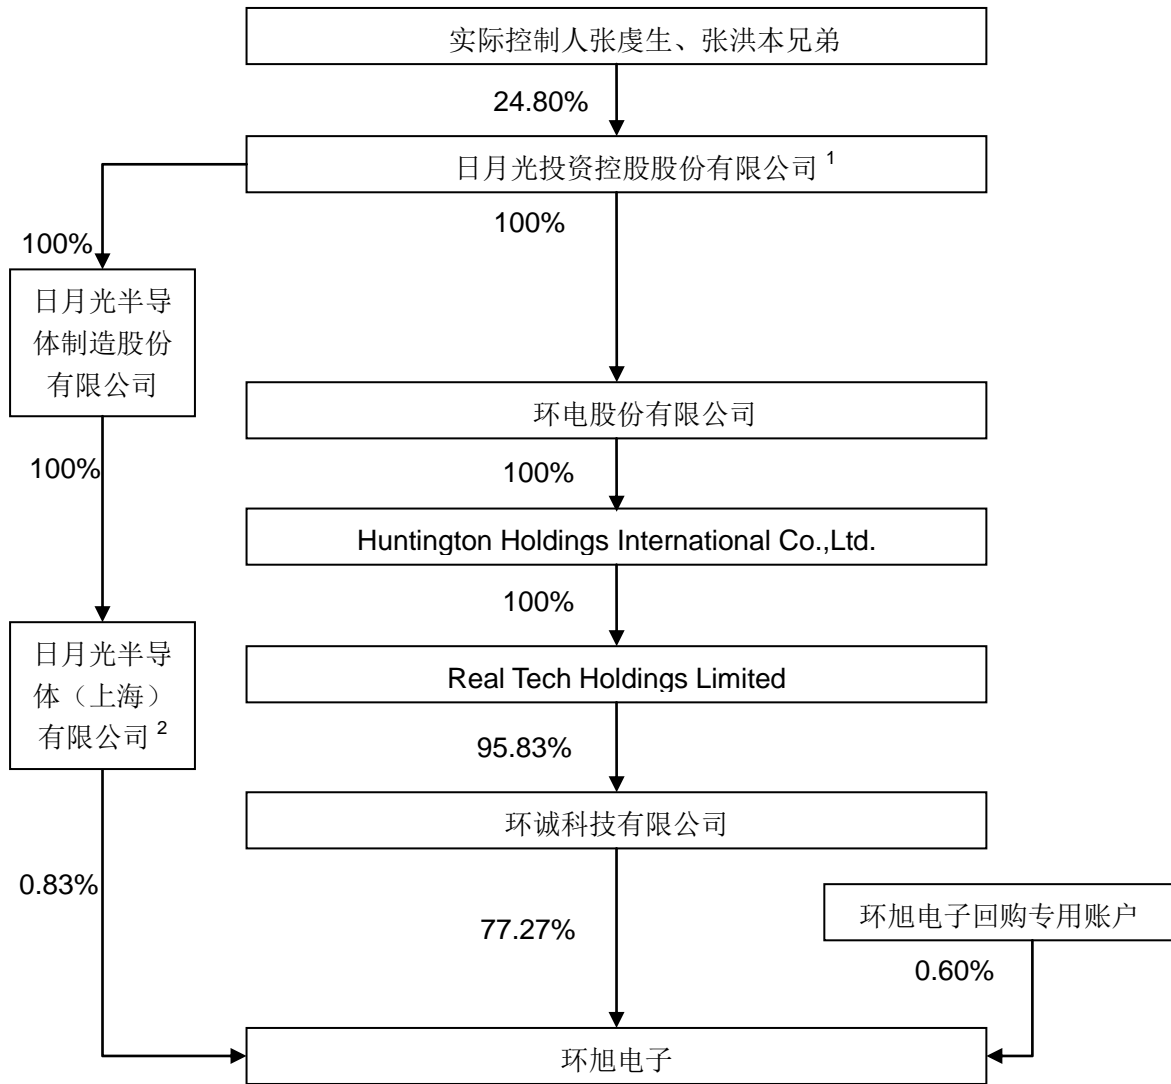 实际控制人张虔生、张洪本兄弟
24.80%
日月光投资控股股份有限公司 1
100%
100%
日月光半导
体制造股份
有限公司
环电股份有限公司
100%
100%
Huntington Holdings International Co.,Ltd.
100%
日月光半导
体（上海）
有限公司 2
Real Tech Holdings Limited
95.83%
环诚科技有限公司
0.83%
77.27%
环旭电子回购专用账户
0.60%
环旭电子